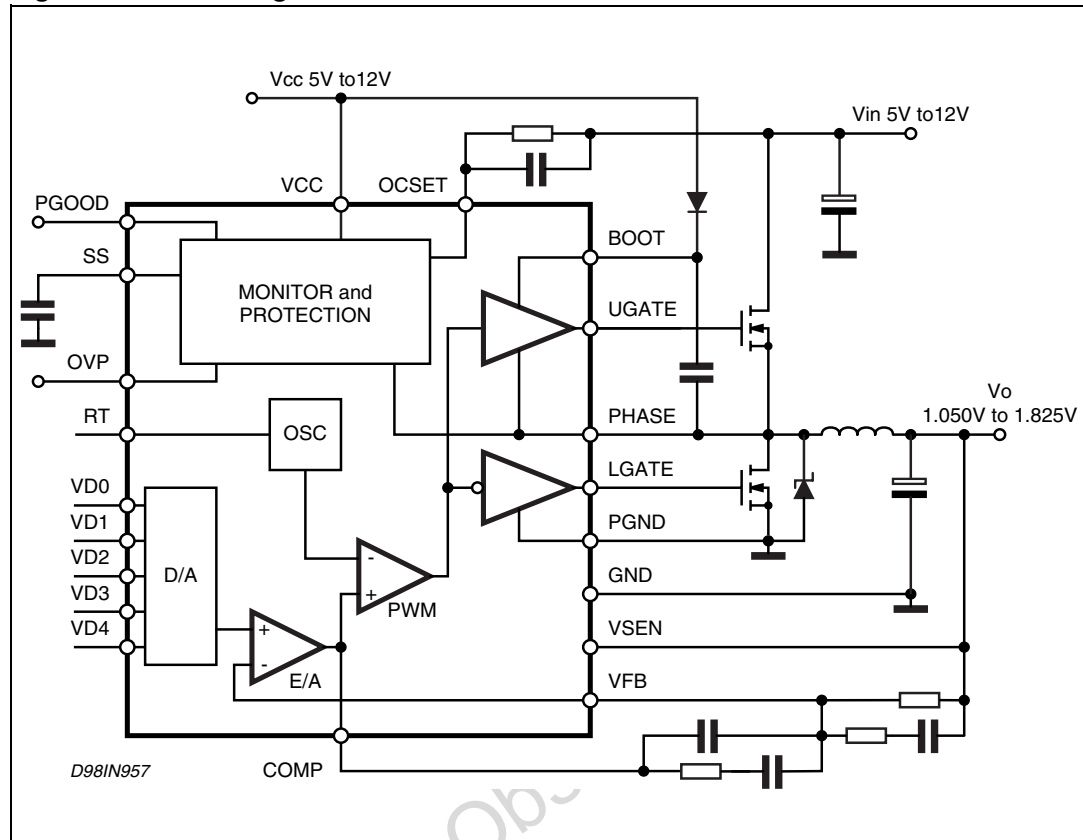 Vcc 5V to12V
Vin 5V to12V
VCC
OCSET
PGOOD
SS
BOOT
MONITOR and
PROTECTION
UGATE
OVP
RT
OSC
PHASE
Vo
1.050V to 1.825V
LGATE
VD0
VD1
VD2
VD3
VD4
D/A
PGND
-
+
PWM
GND
+
-
E/A
VSEN
VFB
D98IN957
COMP